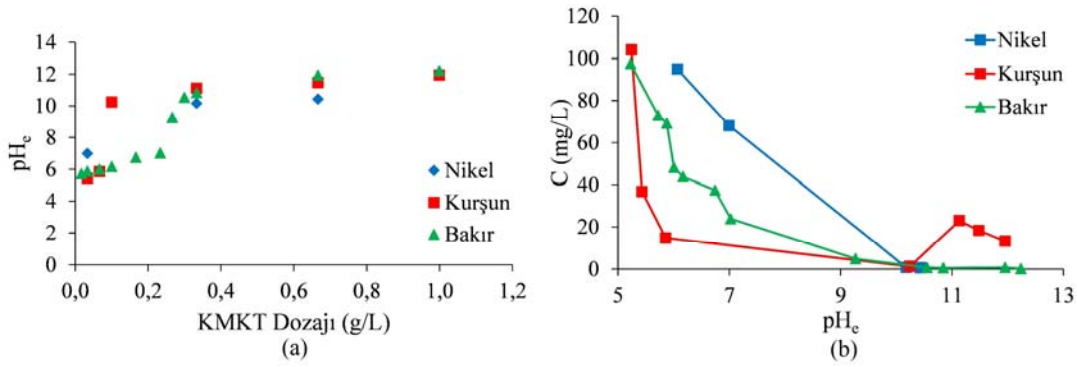 14
12
10
8
6
4
2
0
pHe
0,0 0,2 0,4 0,6 0,8 1,0 1,2
KMKT Dozajı (g/L)
(a)
Nikel
Kurşun
Bakır
120
100
80
60
40
20
0
C (mg/L)
5 7 9 11 13
pHe
(b)
Nikel
Kurşun
Bakır